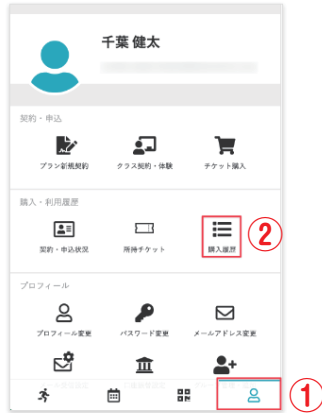 千葉 健太
契約・申込
プラン新規契約 クラス契約・体験 チケット購入
購入・利用履歴
契約・申込状況 所持チケット 購入履歴 ②
プロフィール
プロフィール変更 パスワード変更 メールアドレス変更
①